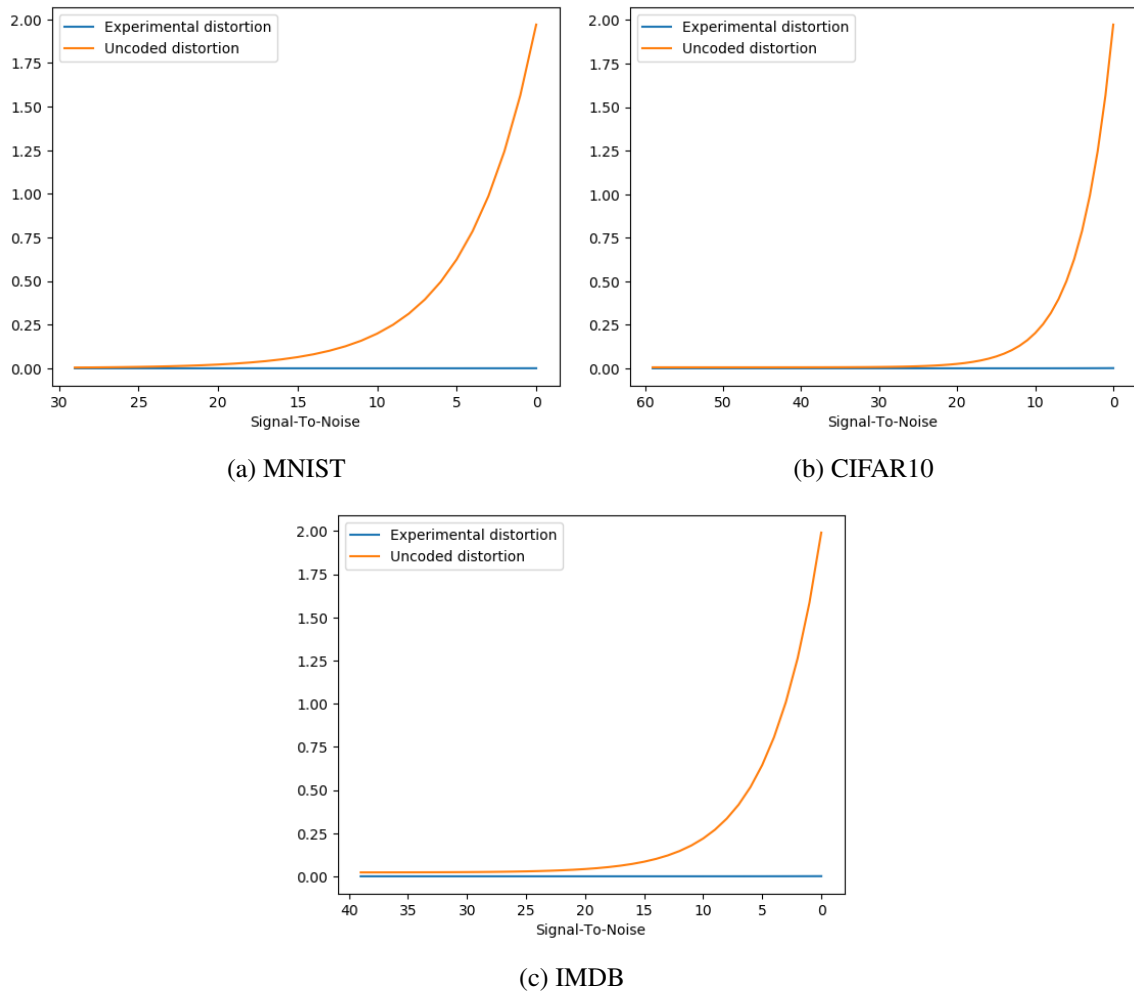 Experimental distortion
Uncoded distortion
2.00
1.75
1.50
1.25
1.00
0.75
0.50
0.25
0.00
30 25 20 15 10 5 0
Signal-To-Noise
(a) MNIST
Experimental distortion
Uncoded distortion
2.00
1.75
1.50
1.25
1.00
0.75
0.50
0.25
0.00
60 50 40 30 20 10 0
Signal-To-Noise
(b) CIFAR10
Experimental distortion
Uncoded distortion
2.00
1.75
1.50
1.25
1.00
0.75
0.50
0.25
0.00
40 35 30 25 20 15 10 5 0
Signal-To-Noise
(c) IMDB